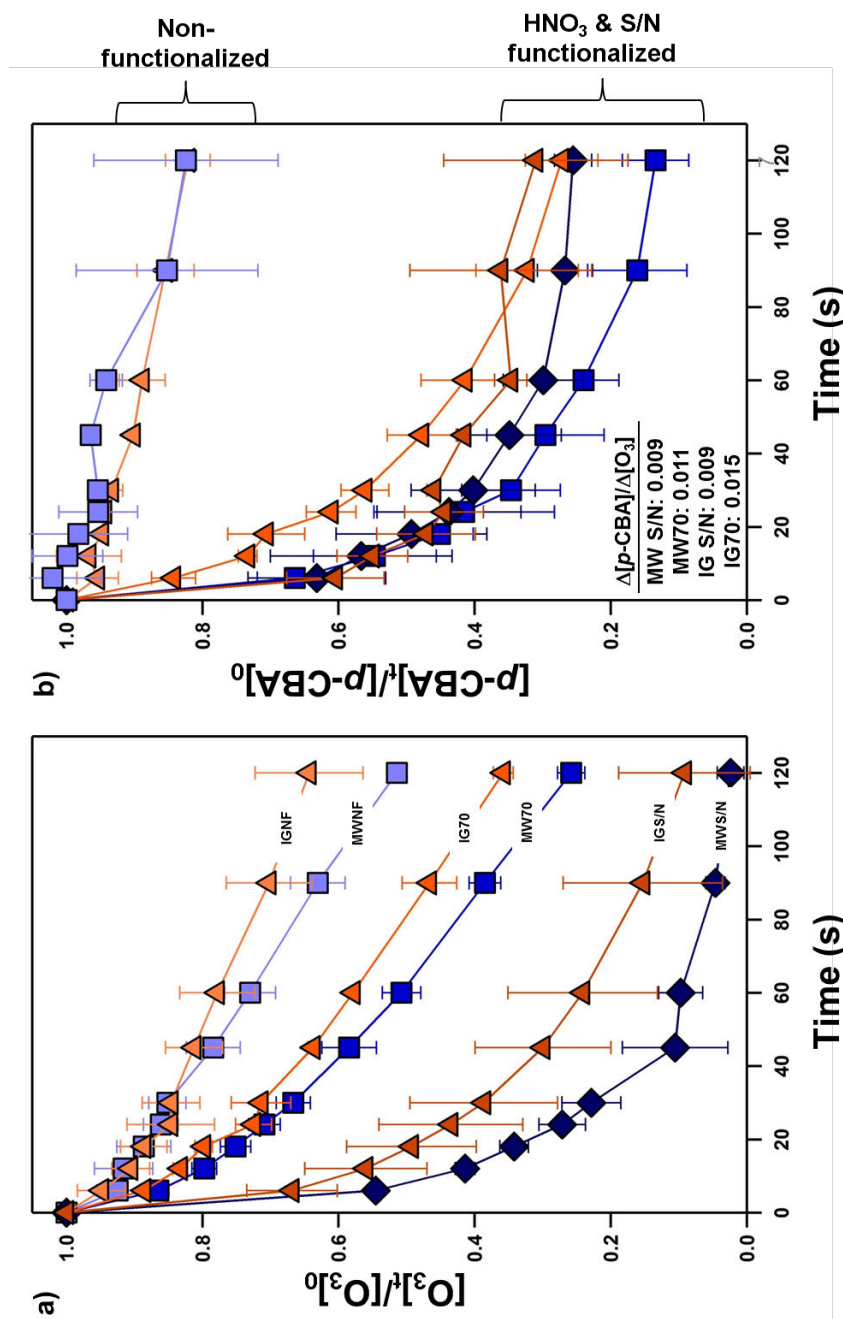 a)
[O₃]ₜ/[O₃]₀
1.0
0.8
0.6
0.4
0.2
0.0
0
20
40
60
80
100
120
Time (s)
IGNF
MWNF
IG70
MW70
IGS/N
MWS/N
b)
[p-CBA]ₜ/[p-CBA]₀
1.0
0.8
0.6
0.4
0.2
0.0
0
20
40
60
80
100
120
Time (s)
Δ[p-CBA]/Δ[O₃]
MW S/N: 0.009
MW70: 0.011
IG S/N: 0.009
IG70: 0.015
Non-
functionalized
HNO₃ & S/N
functionalized